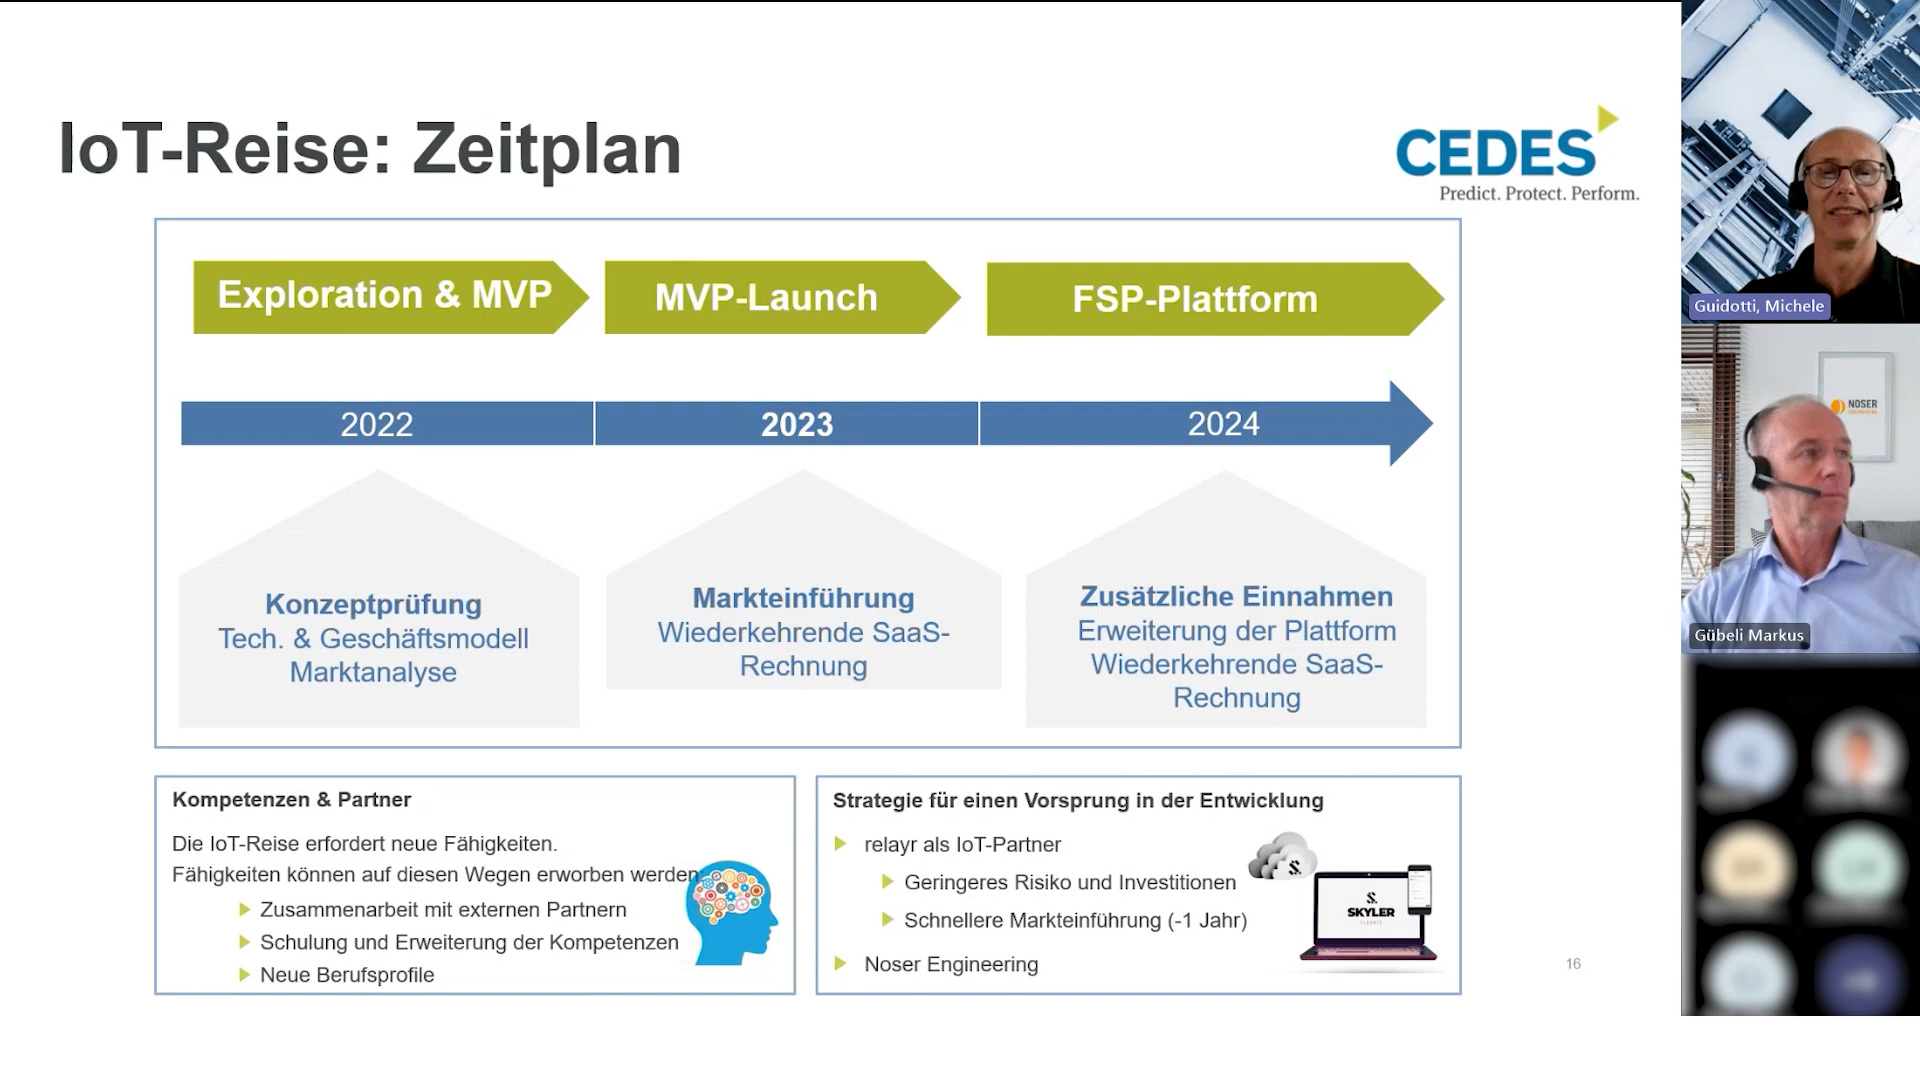 IoT-Reise: Zeitplan
CEDES
Predict. Protect. Perform.
Exploration & MVP
MVP-Launch
FSP-Plattform
2022
2023
2024
Konzeptprüfung
Tech. & Geschäftsmodell
Marktanalyse
Markteinführung
Wiederkehrende SaaS-
Rechnung
Zusätzliche Einnahmen
Erweiterung der Plattform
Wiederkehrende SaaS-
Rechnung
Kompetenzen & Partner
Die IoT-Reise erfordert neue Fähigkeiten.
Fähigkeiten können auf diesen Wegen erworben werden:
Zusammenarbeit mit externen Partnern
Schulung und Erweiterung der Kompetenzen
Neue Berufsprofile
Strategie für einen Vorsprung in der Entwicklung
relayr als IoT-Partner
Geringeres Risiko und Investitionen
Schnellere Markteinführung (-1 Jahr)
Noser Engineering
S.
S.
SKYLER
16
Guidotti, Michele
NOSER
Gübeli Markus